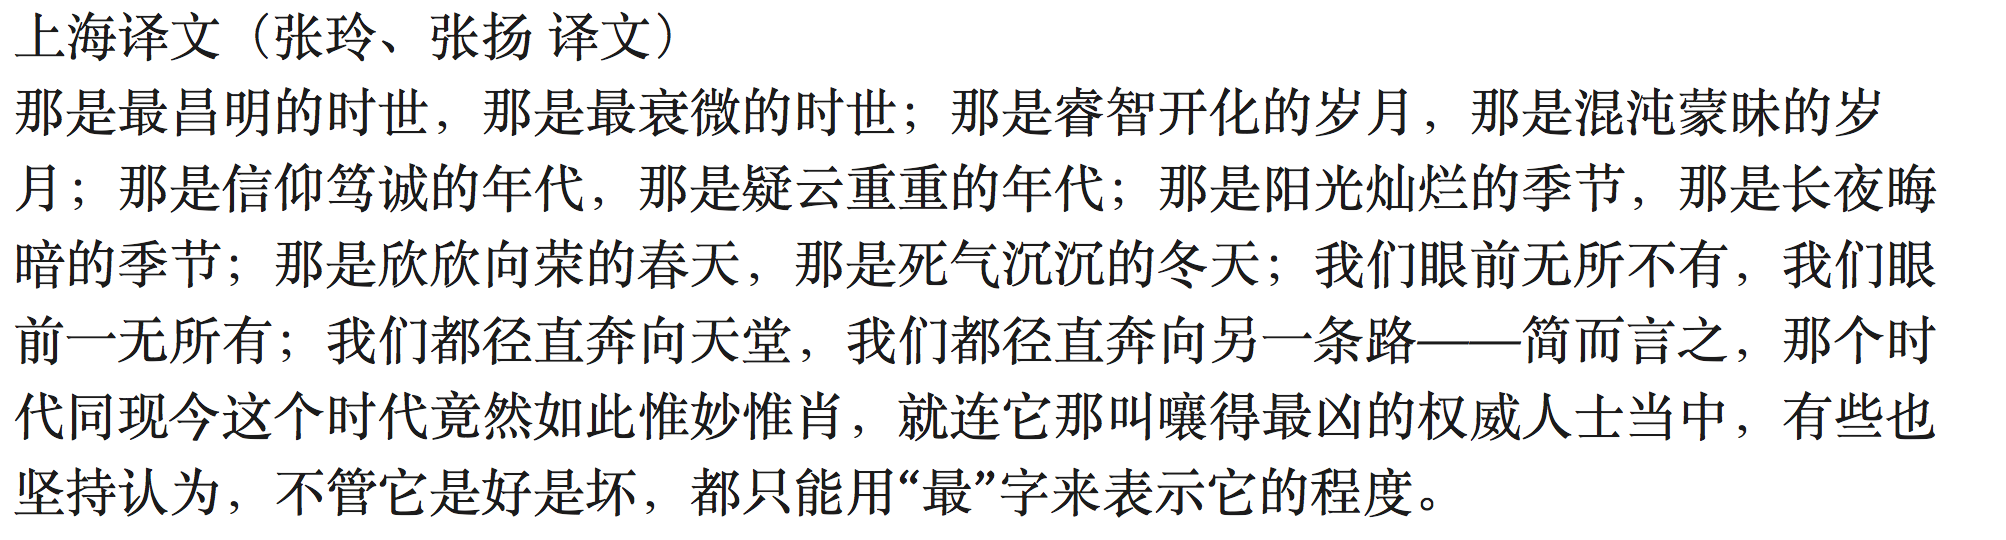 上海译文（张玲、张扬 译文）
那是最昌明的时世，那是最衰微的时世；那是睿智开化的岁月，那是混沌蒙昧的岁
月；那是信仰笃诚的年代，那是疑云重重的年代；那是阳光灿烂的季节，那是长夜晦
暗的季节；那是欣欣向荣的春天，那是死气沉沉的冬天；我们眼前无所不有，我们眼
前一无所有；我们都径直奔向天堂，我们都径直奔向另一条路——简而言之，那个时
代同现今这个时代竟然如此惟妙惟肖，就连它那叫嚷得最凶的权威人士当中，有些也
坚持认为，不管它是好是坏，都只能用“最”字来表示它的程度。